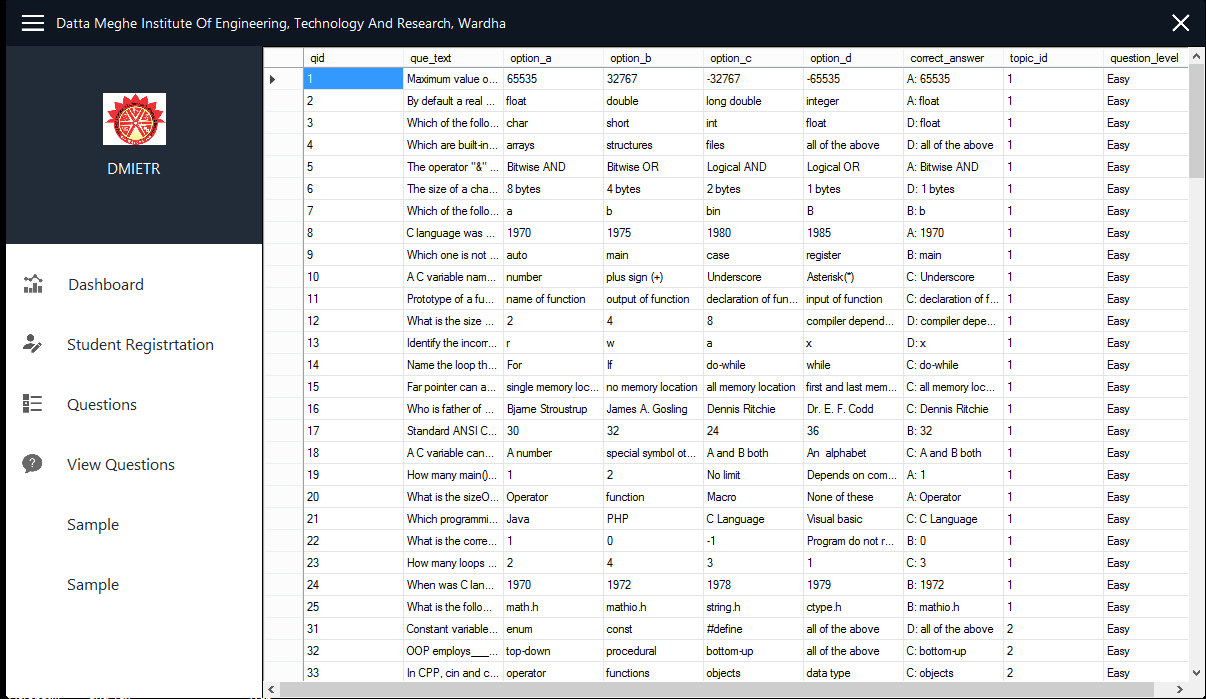 Datta Meghe Institute Of Engineering, Technology And Research, Wardha
DMIETR
Dashboard
Student Registrtation
Questions
View Questions
Sample
Sample
qid que_text option_a option_b option_c option_d correct_answer topic_id question_level
1 Maximum value o... 65535 32767 -32767 -65535 A: 65535 1 Easy
2 By default a real ... float double long double integer A: float 1 Easy
3 Which of the follo... char short int float D: float 1 Easy
4 Which are built-in... arrays structures files all of the above D: all of the above 1 Easy
5 The operator "&" ... Bitwise AND Bitwise OR Logical AND Logical OR A: Bitwise AND 1 Easy
6 The size of a cha... 8 bytes 4 bytes 2 bytes 1 bytes D: 1 bytes 1 Easy
7 Which of the follo... a b bin B B: b 1 Easy
8 C language was ... 1970 1975 1980 1985 A: 1970 1 Easy
9 Which one is not ... auto main case register B: main 1 Easy
10 A C variable nam... number plus sign (+) Underscore Asterisk(*) C: Underscore 1 Easy
11 Prototype of a fu... name of function output of function declaration of fun... input of function C: declaration of f... 1 Easy
12 What is the size ... 2 4 8 compiler depend... D: compiler depe... 1 Easy
13 Identify the incorr... r w a x D: x 1 Easy
14 Name the loop th... For If do-while while C: do-while 1 Easy
15 Far pointer can a... single memory loc... no memory location all memory location first and last mem... C: all memory loc... 1 Easy
16 Who is father of ... Bjarne Stroustrup James A. Gosling Dennis Ritchie Dr. E. F. Codd C: Dennis Ritchie 1 Easy
17 Standard ANSI C... 30 32 24 36 B: 32 1 Easy
18 A C variable can... A number special symbol ot... A and B both An alphabet C: A and B both 1 Easy
19 How many main()... 1 2 No limit Depends on com... A: 1 1 Easy
20 What is the sizeO... Operator function Macro None of these A: Operator 1 Easy
21 Which programmi... Java PHP C Language Visual basic C: C Language 1 Easy
22 What is the corre... 1 0 -1 Program do not r... B: 0 1 Easy
23 How many loops ... 2 4 3 1 C: 3 1 Easy
24 When was C lan... 1970 1972 1978 1979 B: 1972 1 Easy
25 What is the follo... math.h mathio.h string.h ctype.h B: mathio.h 1 Easy
31 Constant variable... enum const #define all of the above D: all of the above 2 Easy
32 OOP employs___... top-down procedural bottom-up all of the above C: bottom-up 2 Easy
33 In CPP, cin and c... operator functions objects data type C: objects 2 Easy